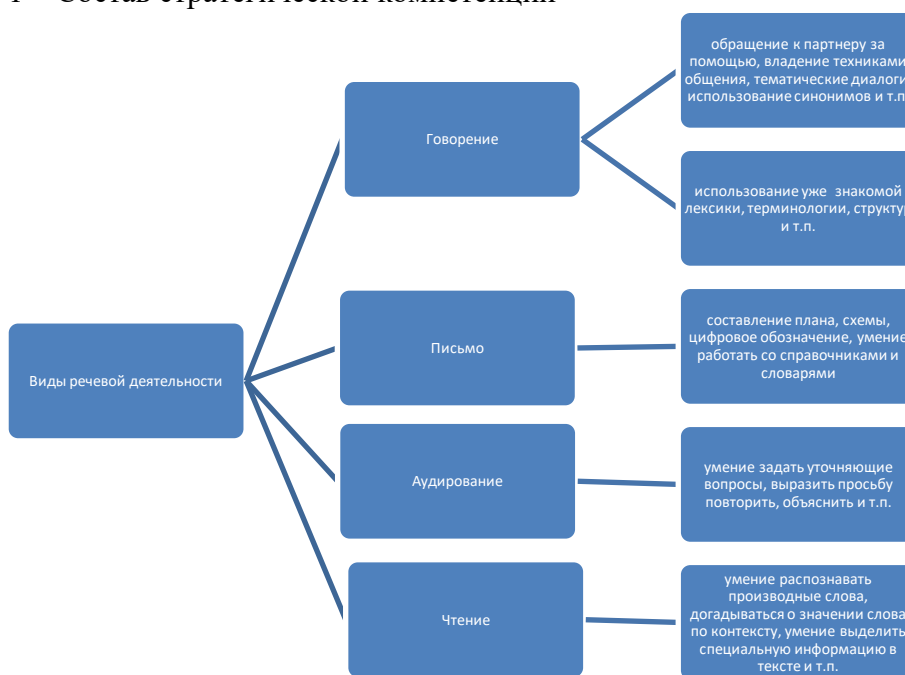 обращение к партнеру за
помощью, владение техниками
общения, тематические диалоги
использование синонимов и т.п
Говорение
использование уже знакомой
лексики, терминологии, структур
и т.п.
составление плана, схемы,
цифровое обозначение, умение
работать со справочниками и
словарями
Письмо
Виды речевой деятельности
умение задать уточняющие
вопросы, выразить просьбу
повторить, объяснить и т.п.
Аудирование
умение распознавать
производные слова,
догадываться о значении слова
по контексту, умение выделить
специальную информацию в
тексте и т.п.
Чтение